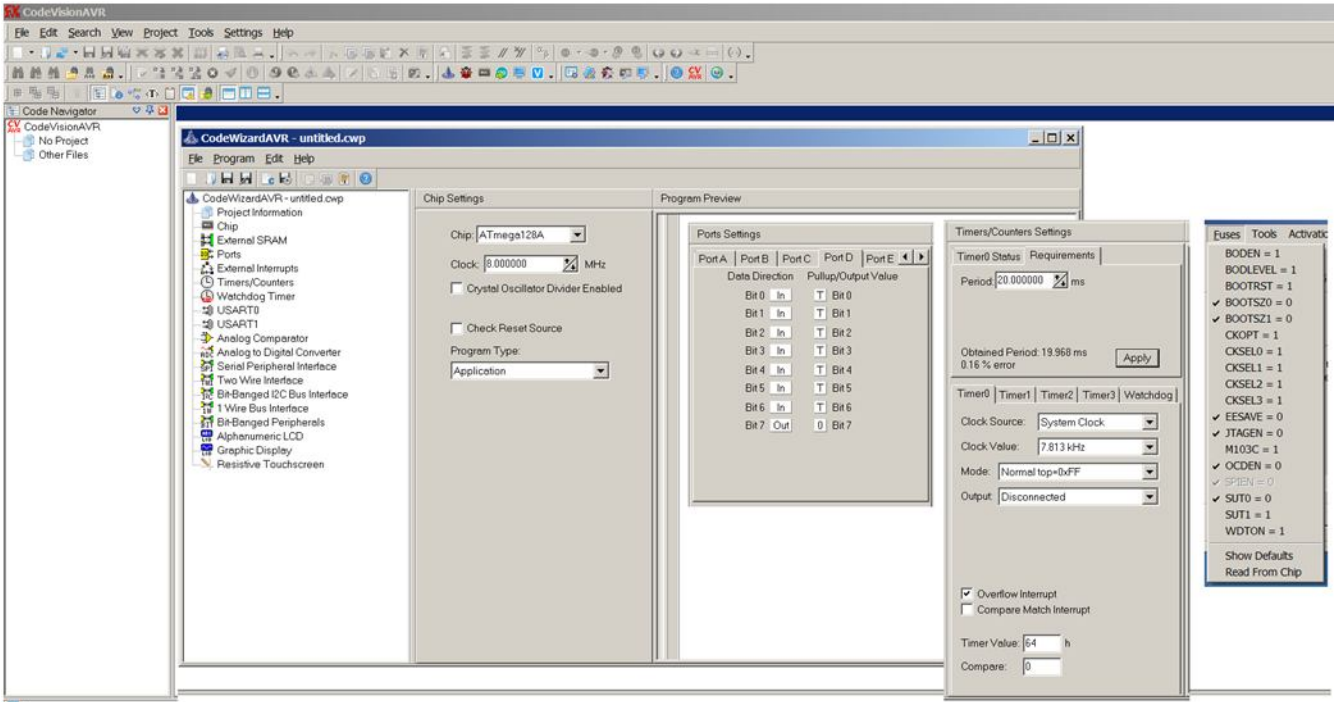 CodeVisionAVR
File Edit Search View Project Tools Settings Help
Code Navigator
CodeVisionAVR
No Project
Other Files
CodeWizardAVR - untitled.cwp
File Program Edit Help
CodeWizardAVR - untitled.cwp
Project Information
Chip
External SRAM
Ports
External Interrupts
Timers/Counters
Watchdog Timer
USART0
USART1
Analog Comparator
Analog to Digital Converter
Serial Peripheral Interface
Two Wire Interface
Bit-Banged I2C Bus Interface
1 Wire Bus Interface
Bit-Banged Peripherals
Alphanumeric LCD
Graphic Display
Resistive Touchscreen
Chip Settings
Chip: ATmega128A
Clock: 8.000000 MHz
Crystal Oscillator Divider Enabled
Check Reset Source
Program Type:
Application
Program Preview
Ports Settings
Port A Port B Port C Port D Port E
Data Direction Pullup/Output Value
Bit 0 In T Bit 0
Bit 1 In T Bit 1
Bit 2 In T Bit 2
Bit 3 In T Bit 3
Bit 4 In T Bit 4
Bit 5 In T Bit 5
Bit 6 In T Bit 6
Bit 7 Out 0 Bit 7
Timers/Counters Settings
Timer0 Status Requirements
Period: 20.000000 ms
Obtained Period: 19.968 ms
0.16 % error
Apply
Timer0 Timer1 Timer2 Timer3 Watchdog
Clock Source: System Clock
Clock Value: 7.813 kHz
Mode: Normal top=0xFF
Output: Disconnected
Overflow Interrupt
Compare Match Interrupt
Timer Value: 64 h
Compare: 0
Fuses Tools Activatio
BODEN = 1
BODLEVEL = 1
BOOTRST = 1
BOOTSZ0 = 0
BOOTSZ1 = 0
CKOPT = 1
CKSEL0 = 1
CKSEL1 = 1
CKSEL2 = 1
CKSEL3 = 1
EESAVE = 0
JTAGEN = 0
M103C = 1
OCDEN = 0
SPIEN = 0
SUT0 = 0
SUT1 = 1
WDTON = 1
Show Defaults
Read From Chip